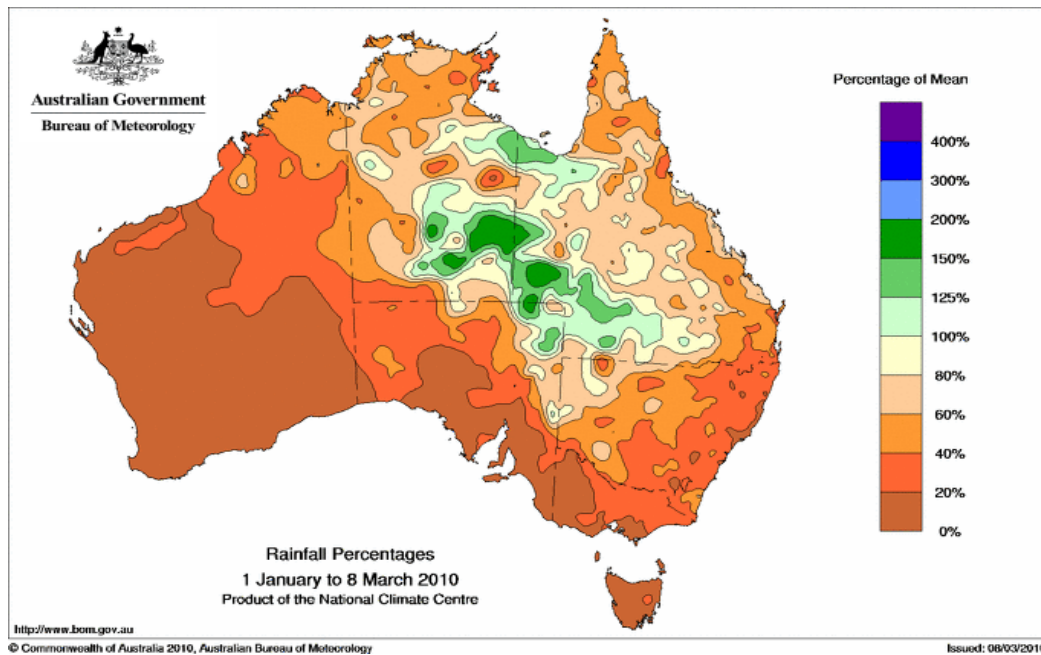 Australian Government
Bureau of Meteorology
Percentage of Mean
400%
300%
200%
150%
125%
100%
80%
60%
40%
20%
0%
Rainfall Percentages
1 January to 8 March 2010
Product of the National Climate Centre
http://www.bom.gov.au
© Commonwealth of Australia 2010, Australian Bureau of Meteorology
Issued: 08/03/2010